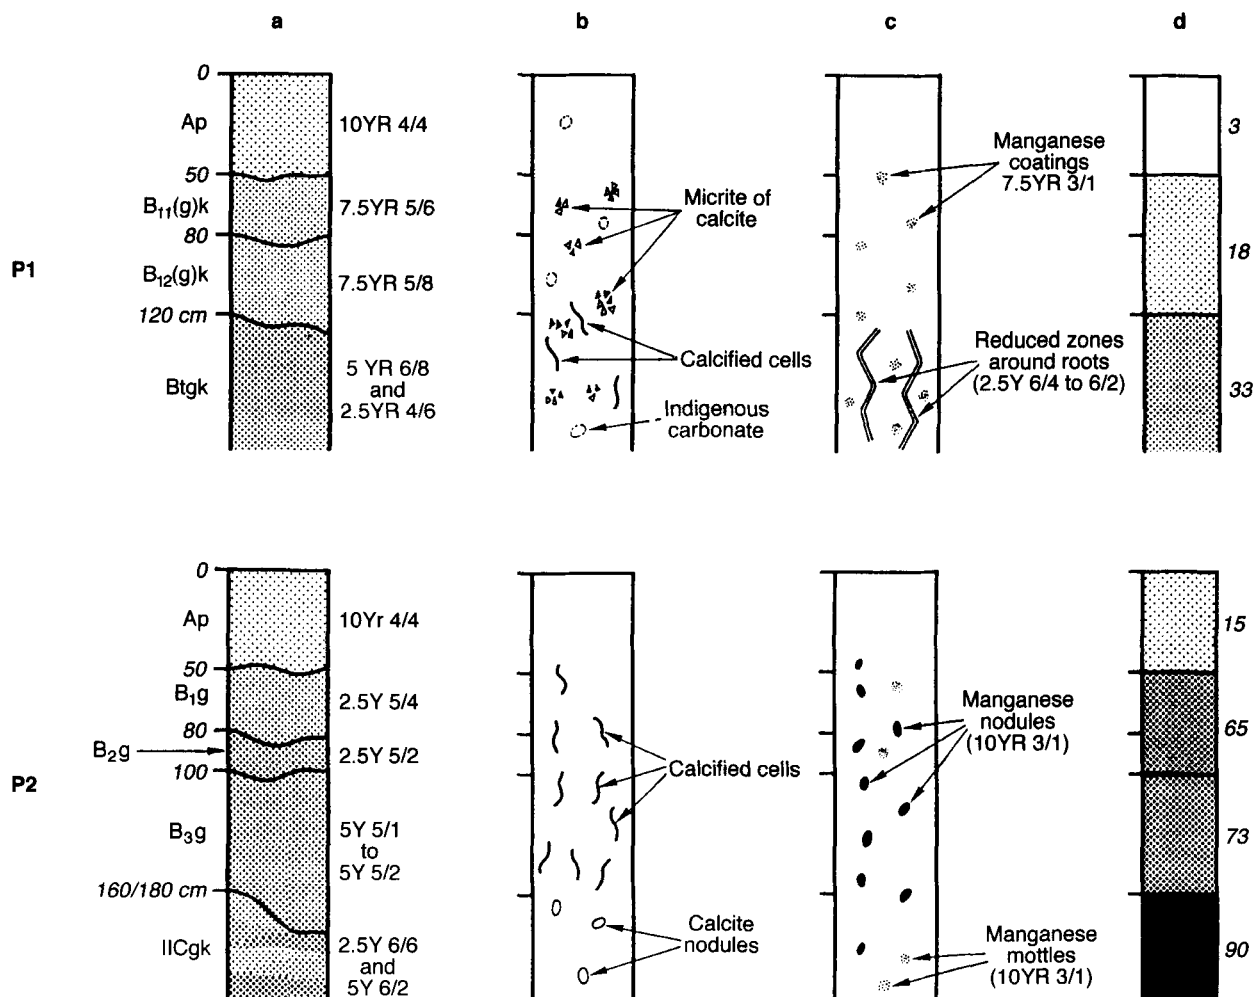 a b c d
P1
0
Ap
10YR 4/4
50
B₁₁(g)k
7.5YR 5/6
80
B₁₂(g)k
7.5YR 5/8
120 cm
Btgk
5 YR 6/8
and
2.5YR 4/6
Micrite of
calcite
Calcified cells
Indigenous
carbonate
Manganese
coatings
7.5YR 3/1
Reduced zones
around roots
(2.5Y 6/4 to 6/2)
3
18
33
P2
0
Ap
10Yr 4/4
50
B₁g
2.5Y 5/4
80
B₂g
2.5Y 5/2
100
B₃g
5Y 5/1
to
5Y 5/2
160/180 cm
IICgk
2.5Y 6/6
and
5Y 6/2
Calcified cells
Calcite
nodules
Manganese
nodules
(10YR 3/1)
Manganese
mottles
(10YR 3/1)
15
65
73
90